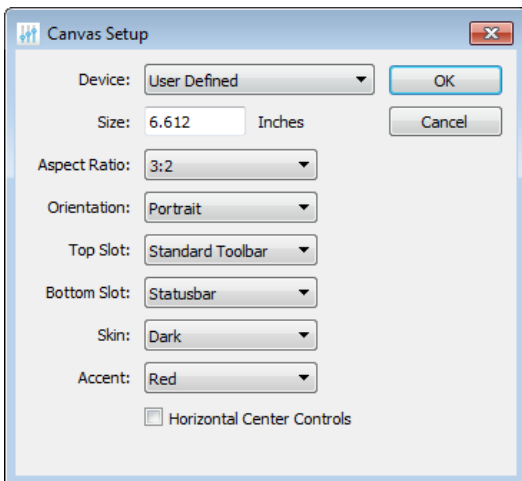 Canvas Setup
Device: User Defined OK
Size: 6.612 Inches Cancel
Aspect Ratio: 3:2
Orientation: Portrait
Top Slot: Standard Toolbar
Bottom Slot: Statusbar
Skin: Dark
Accent: Red
Horizontal Center Controls